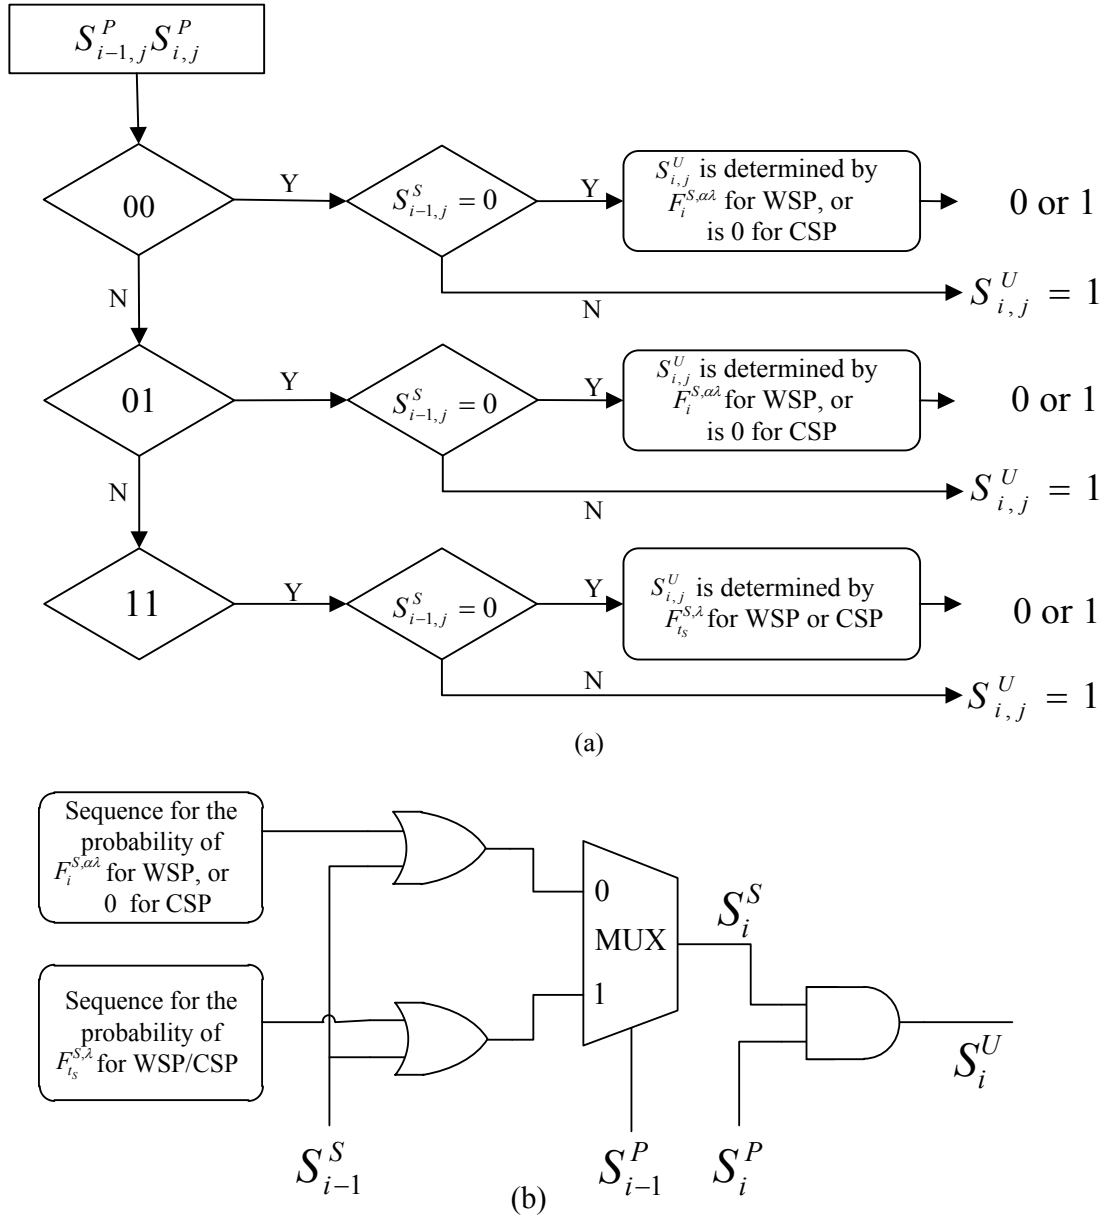 S^P_{i-1,j} S^P_{i,j}
00
Y
S^S_{i-1,j} = 0
Y
S^U_{i,j} is determined by
F_i^{S,αλ} for WSP, or
is 0 for CSP
0 or 1
N
N
S^U_{i,j} = 1
01
Y
S^S_{i-1,j} = 0
Y
S^U_{i,j} is determined by
F_i^{S,αλ} for WSP, or
is 0 for CSP
0 or 1
N
N
S^U_{i,j} = 1
11
Y
S^S_{i-1,j} = 0
Y
S^U_{i,j} is determined by
F_{t_S}^{S,λ} for WSP or CSP
0 or 1
N
S^U_{i,j} = 1
(a)
Sequence for the
probability of
F_i^{S,αλ} for WSP, or
0 for CSP
0
MUX
1
S_i^S
Sequence for the
probability of
F_{t_S}^{S,λ} for WSP/CSP
S_i^U
S_{i-1}^S
S_{i-1}^P
S_i^P
(b)